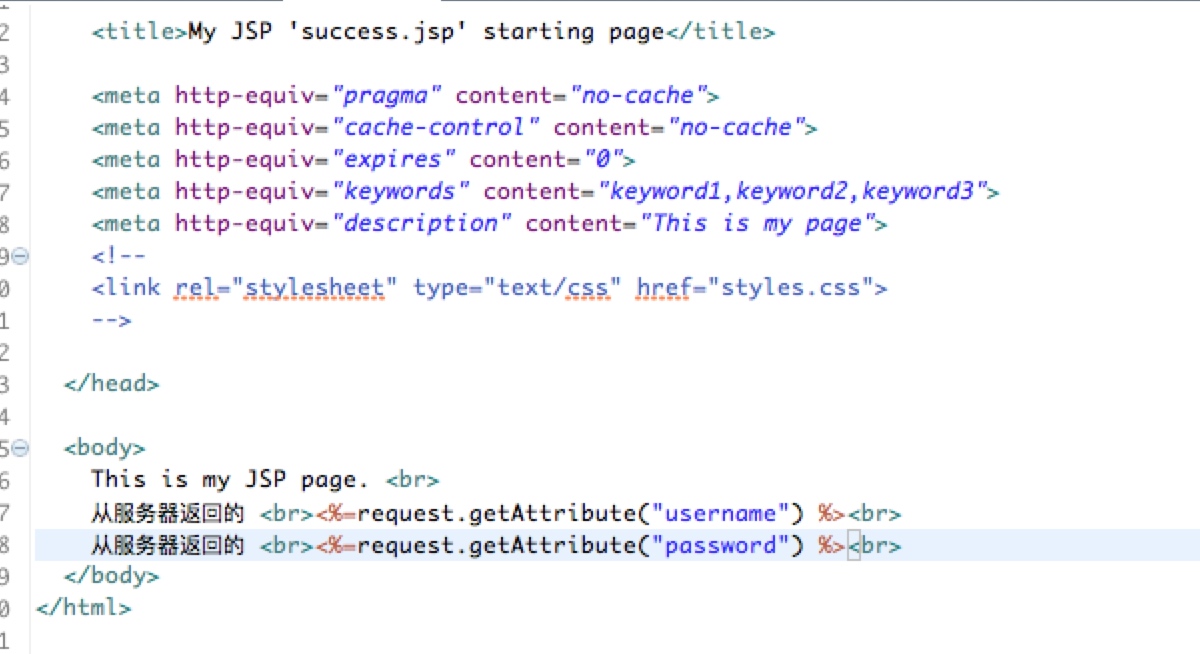 2 <title>My JSP 'success.jsp' starting page</title>
3
4 <meta http-equiv="pragma" content="no-cache">
5 <meta http-equiv="cache-control" content="no-cache">
6 <meta http-equiv="expires" content="0">
7 <meta http-equiv="keywords" content="keyword1,keyword2,keyword3">
8 <meta http-equiv="description" content="This is my page">
9 <!--
0 <link rel="stylesheet" type="text/css" href="styles.css">
1 -->
2
3 </head>
4
5 <body>
6 This is my JSP page. <br>
7 从服务器返回的 <br><%=request.getAttribute("username") %><br>
8 从服务器返回的 <br><%=request.getAttribute("password") %><br>
9 </body>
0 </html>
1